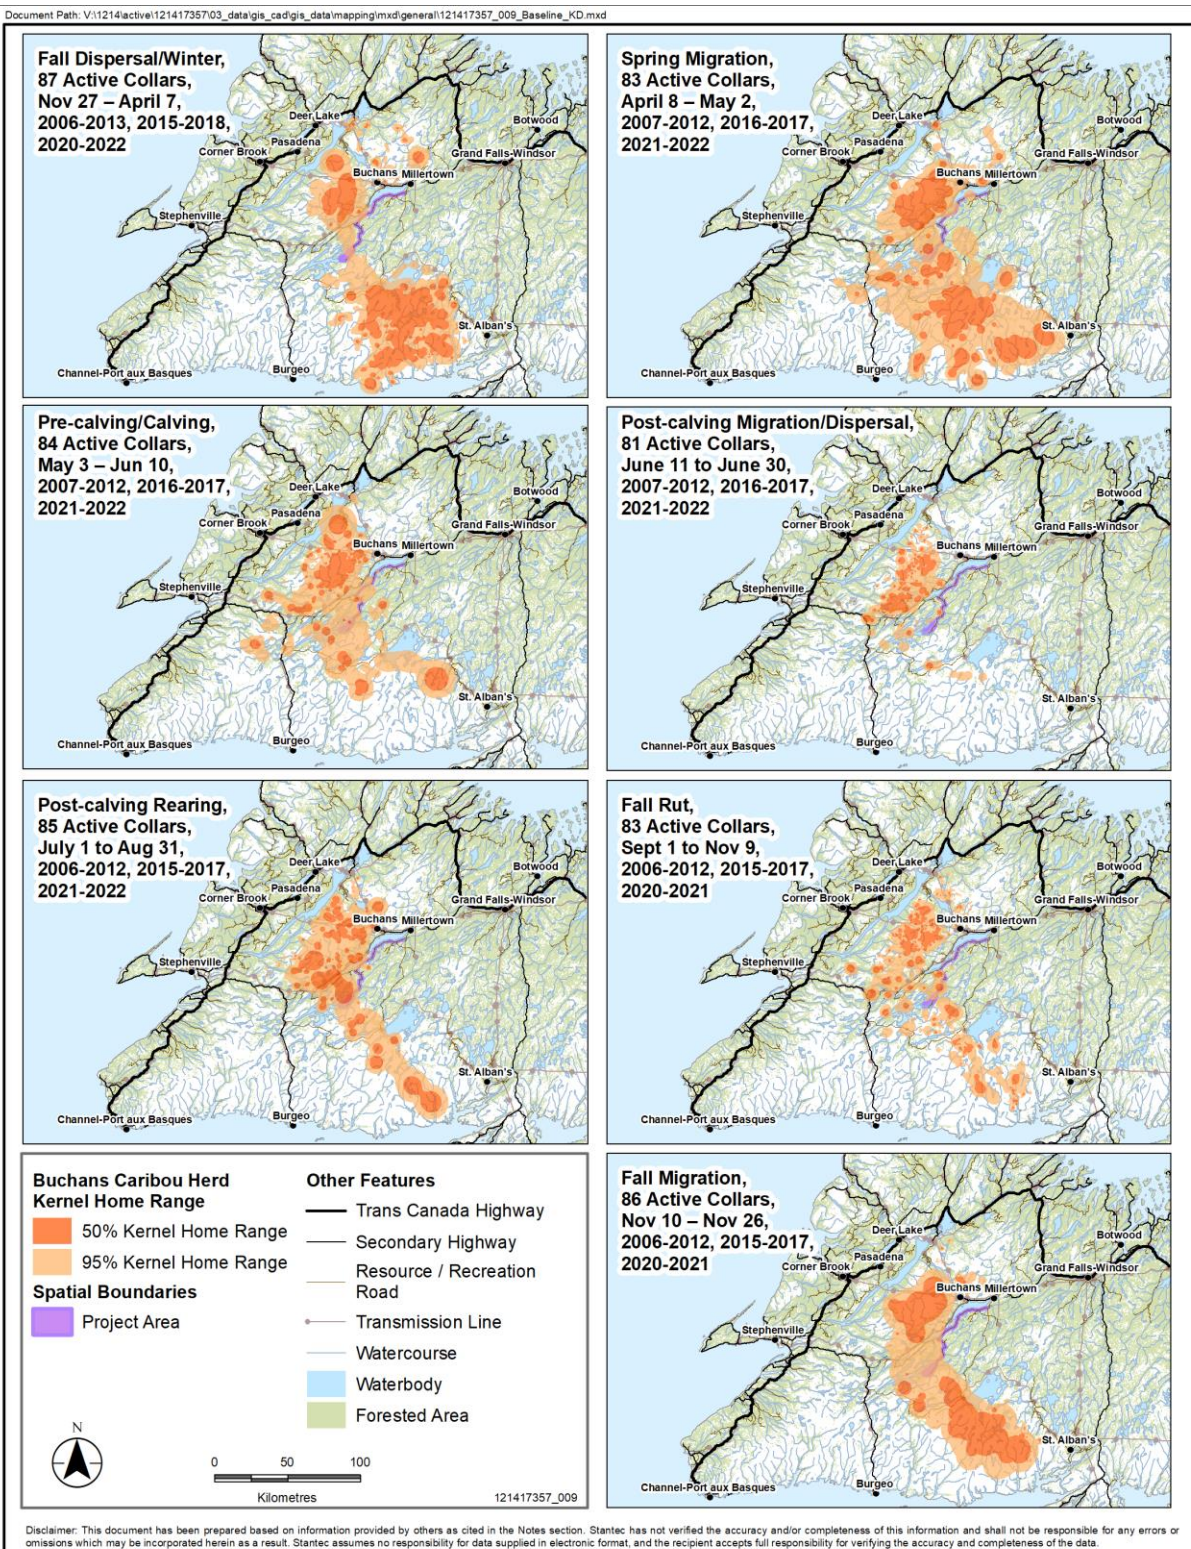 Document Path: V:\1214\active\121417357\03_data\gis_cad\gis_data\mapping\mxd\general\121417357_009_Baseline_KD.mxd
Fall Dispersal/Winter,
87 Active Collars,
Nov 27 – April 7,
2006-2013, 2015-2018,
2020-2022
Deer Lake
Botwood
Pasadena
Corner Brook
Grand Falls-Windsor
Buchans
Millertown
Stephenville
St. Alban's
Channel-Port aux Basques
Burgeo
Spring Migration,
83 Active Collars,
April 8 – May 2,
2007-2012, 2016-2017,
2021-2022
Deer Lake
Botwood
Pasadena
Corner Brook
Grand Falls-Windsor
Buchans
Millertown
Stephenville
St. Alban's
Channel-Port aux Basques
Burgeo
Pre-calving/Calving,
84 Active Collars,
May 3 – Jun 10,
2007-2012, 2016-2017,
2021-2022
Deer Lake
Botwood
Pasadena
Corner Brook
Grand Falls-Windsor
Buchans
Millertown
Stephenville
St. Alban's
Channel-Port aux Basques
Burgeo
Post-calving Migration/Dispersal,
81 Active Collars,
June 11 to June 30,
2007-2012, 2016-2017,
2021-2022
Deer Lake
Botwood
Pasadena
Corner Brook
Grand Falls-Windsor
Buchans
Millertown
Stephenville
St. Alban's
Channel-Port aux Basques
Burgeo
Post-calving Rearing,
85 Active Collars,
July 1 to Aug 31,
2006-2012, 2015-2017,
2021-2022
Deer Lake
Botwood
Pasadena
Corner Brook
Grand Falls-Windsor
Buchans
Millertown
Stephenville
St. Alban's
Channel-Port aux Basques
Burgeo
Fall Rut,
83 Active Collars,
Sept 1 to Nov 9,
2006-2012, 2015-2017,
2020-2021
Deer Lake
Botwood
Pasadena
Corner Brook
Grand Falls-Windsor
Buchans
Millertown
Stephenville
St. Alban's
Channel-Port aux Basques
Burgeo
Buchans Caribou Herd
Kernel Home Range
50% Kernel Home Range
95% Kernel Home Range
Spatial Boundaries
Project Area
Other Features
Trans Canada Highway
Secondary Highway
Resource / Recreation
Road
Transmission Line
Watercourse
Waterbody
Forested Area
N
0 50 100
Kilometres
121417357_009
Fall Migration,
86 Active Collars,
Nov 10 – Nov 26,
2006-2012, 2015-2017,
2020-2021
Deer Lake
Botwood
Pasadena
Corner Brook
Grand Falls-Windsor
Buchans
Millertown
Stephenville
St. Alban's
Channel-Port aux Basques
Burgeo
Disclaimer: This document has been prepared based on information provided by others as cited in the Notes section. Stantec has not verified the accuracy and/or completeness of this information and shall not be responsible for any errors or
omissions which may be incorporated herein as a result. Stantec assumes no responsibility for data supplied in electronic format, and the recipient accepts full responsibility for verifying the accuracy and completeness of the data.